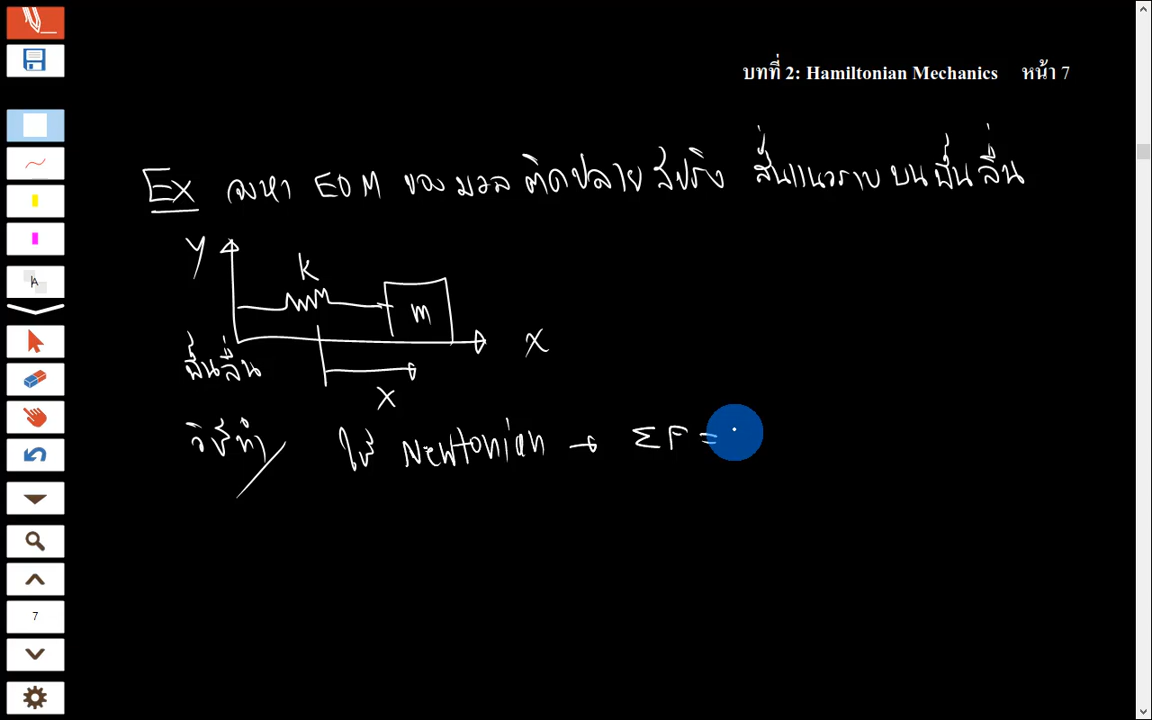 บทที่ 2: Hamiltonian Mechanics หน้า 7
Ex จงหา EOM ของมวลติดปลายสปริง สั่นแนวราบบนพื้นลื่น
y
k
m
x
พื้นลื่น
x
วิธีทำ ใช้ Newtonian → ΣF =
7